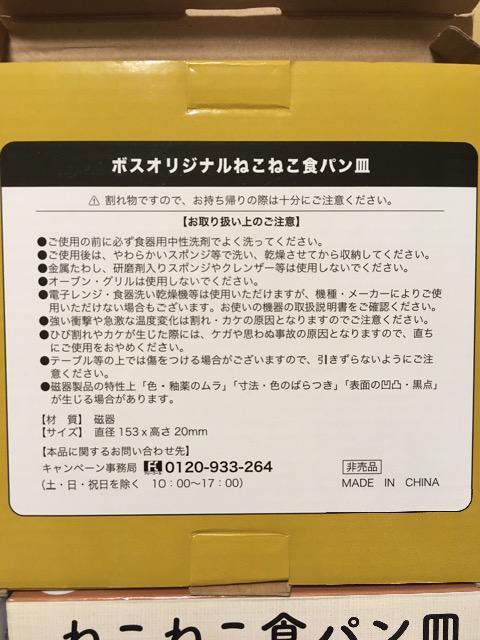 ボスオリジナルねこねこ食パン皿
⚠ 割れ物ですので、お持ち帰りの際は十分にご注意ください。
【お取り扱い上のご注意】
●ご使用の前に必ず食器用中性洗剤でよく洗ってください。
●ご使用後は、やわらかいスポンジ等で洗い、乾燥させてから収納してください。
●金属たわし、研磨剤入りスポンジやクレンザー等は使用しないでください。
●オーブン・グリルは使用しないでください。
●電子レンジ・食器洗い乾燥機等は使用いただけますが、機種・メーカーによりご使
用いただけない場合もございます。お使いの機器の取扱説明書をご確認ください。
●強い衝撃や急激な温度変化は割れ・カケの原因となりますのでご注意ください。
●ひび割れやカケが生じた際には、ケガや思わぬ事故の原因となりますので、直ち
にご使用をおやめください。
●テーブル等の上では傷をつける場合がございますので、引きずらないようにご注
意ください。
●磁器製品の特性上「色・釉薬のムラ」「寸法・色のばらつき」「表面の凹凸・黒点」
が生じる場合があります。
【材 質】 磁器
【サイズ】 直径153x高さ20mm
【本品に関するお問い合わせ先】
キャンペーン事務局 フリーコール 0120-933-264
(土・日・祝日を除く 10:00〜17:00)
非売品
MADE IN CHINA
ねこねこ食パン皿